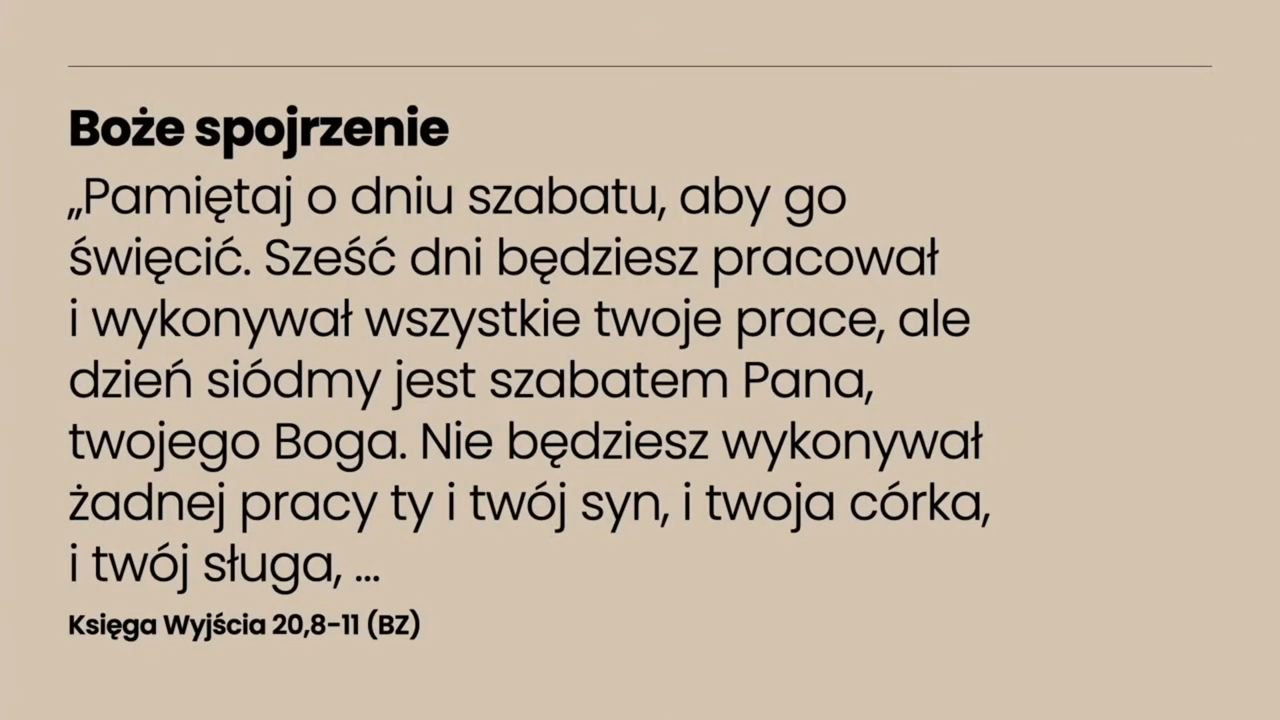 Boże spojrzenie
„Pamiętaj o dniu szabatu, aby go
święcić. Sześć dni będziesz pracował
i wykonywał wszystkie twoje prace, ale
dzień siódmy jest szabatem Pana,
twojego Boga. Nie będziesz wykonywał
żadnej pracy ty i twój syn, i twoja córka,
i twój sługa, ...
Księga Wyjścia 20,8-11 (BZ)